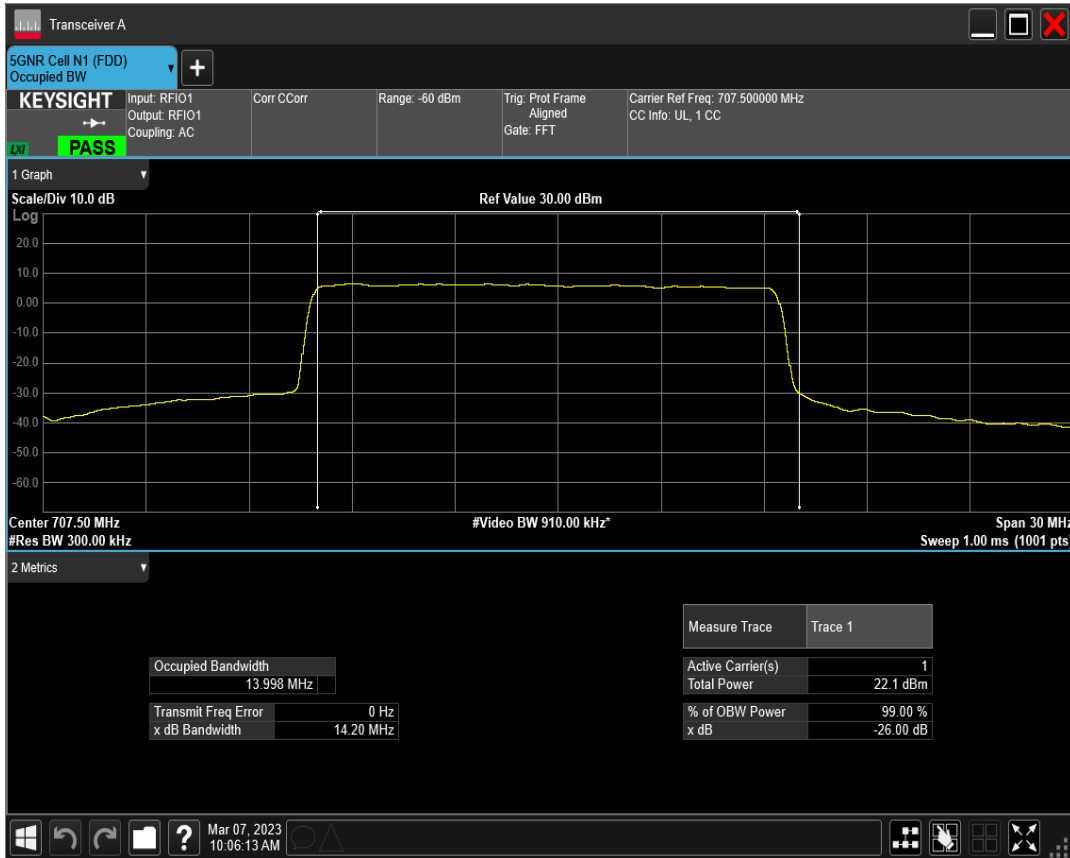 Transceiver A
5GNR Cell N1 (FDD)
Occupied BW
+
KEYSIGHT
LXI
PASS
Input: RFIO1
Output: RFIO1
Coupling: AC
Corr CCorr
Range: -60 dBm
Trig: Prot Frame
Aligned
Gate: FFT
Carrier Ref Freq: 707.500000 MHz
CC Info: UL, 1 CC
1 Graph
Scale/Div 10.0 dB
Ref Value 30.00 dBm
Log
20.0
10.0
0.00
-10.0
-20.0
-30.0
-40.0
-50.0
-60.0
Center 707.50 MHz
#Video BW 910.00 kHz*
Span 30 MHz
#Res BW 300.00 kHz
Sweep 1.00 ms (1001 pts)
2 Metrics
Measure Trace Trace 1
Occupied Bandwidth
13.998 MHz
Active Carrier(s) 1
Total Power 22.1 dBm
Transmit Freq Error 0 Hz
x dB Bandwidth 14.20 MHz
% of OBW Power 99.00 %
x dB -26.00 dB
?
Mar 07, 2023
10:06:13 AM